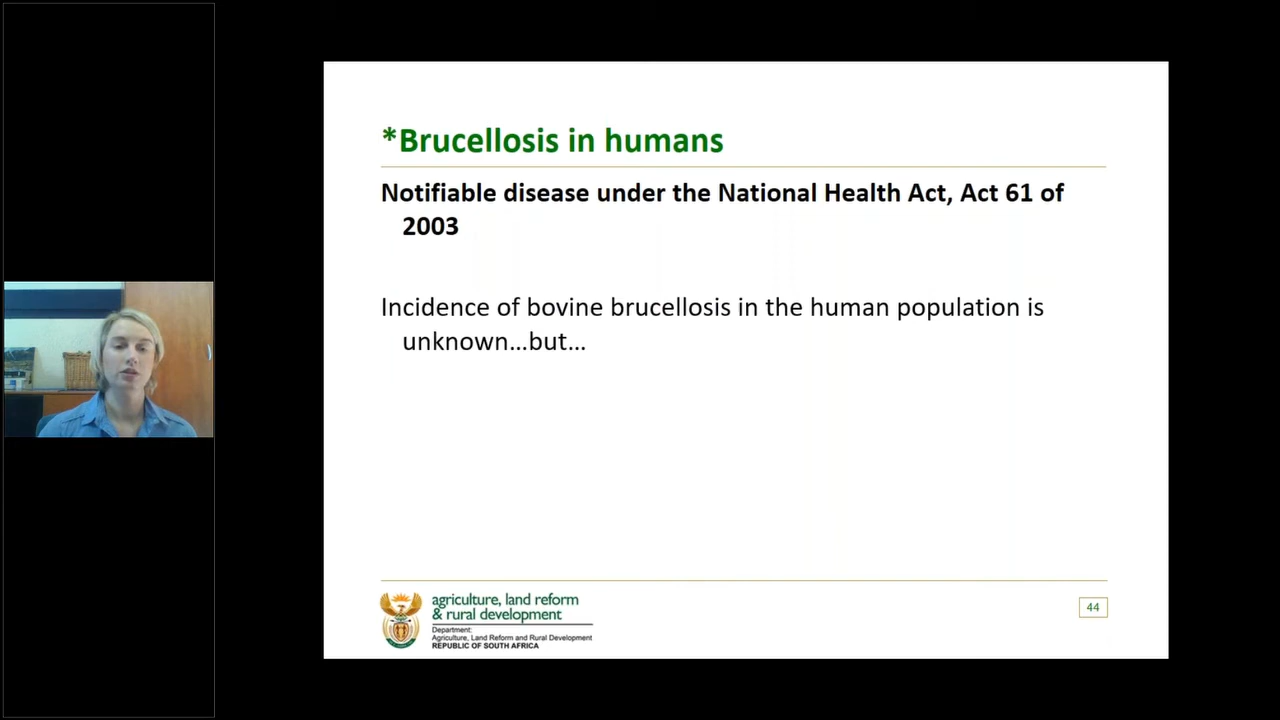 *Brucellosis in humans
Notifiable disease under the National Health Act, Act 61 of
2003
Incidence of bovine brucellosis in the human population is
unknown...but...
agriculture, land reform
& rural development
Department:
Agriculture, Land Reform and Rural Development
REPUBLIC OF SOUTH AFRICA
44